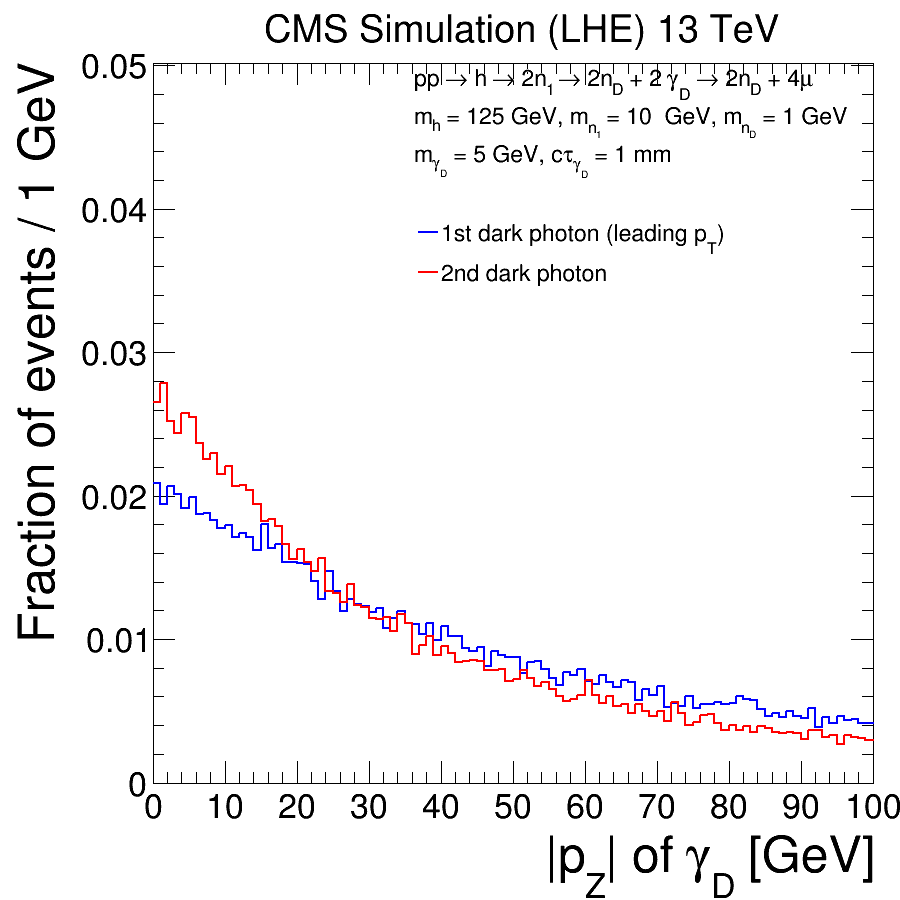 CMS Simulation (LHE) 13 TeV
Fraction of events / 1 GeV
0.05
0.04
0.03
0.02
0.01
0
pp → h → 2n₁ → 2n_D + 2 γ_D → 2n_D + 4μ
m_h = 125 GeV, m_n₁ = 10 GeV, m_n_D = 1 GeV
m_γ_D = 5 GeV, cτ_γ_D = 1 mm
1st dark photon (leading p_T)
2nd dark photon
0 10 20 30 40 50 60 70 80 90 100
|p_Z| of γ_D [GeV]